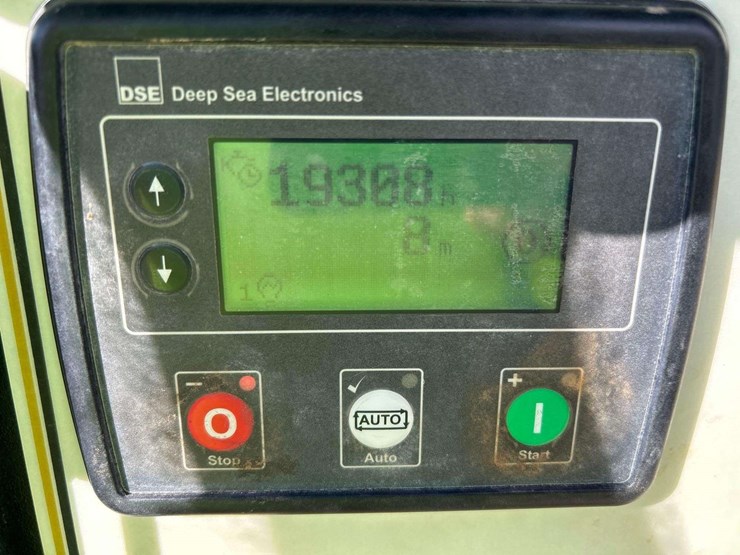 DSE Deep Sea Electronics
19308 h
8 m
1
O I
AUTO
Stop Auto Start